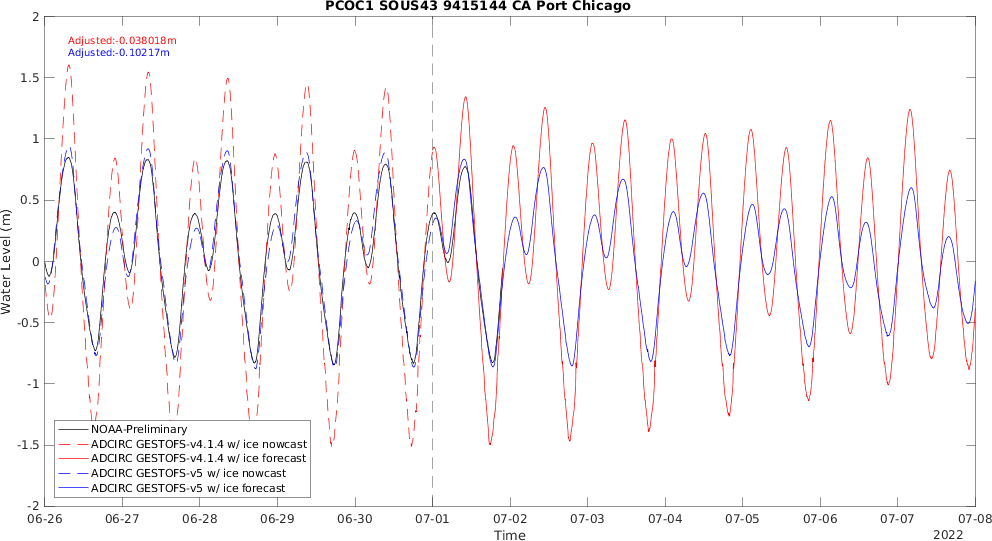 PCOC1 SOUS43 9415144 CA Port Chicago
Adjusted:-0.038018m
Adjusted:-0.10217m
2
1.5
1
0.5
0
-0.5
-1
-1.5
-2
Water Level (m)
NOAA-Preliminary
ADCIRC GESTOFS-v4.1.4 w/ ice nowcast
ADCIRC GESTOFS-v4.1.4 w/ ice forecast
ADCIRC GESTOFS-v5 w/ ice nowcast
ADCIRC GESTOFS-v5 w/ ice forecast
06-26 06-27 06-28 06-29 06-30 07-01 07-02 07-03 07-04 07-05 07-06 07-07 07-08
Time
2022